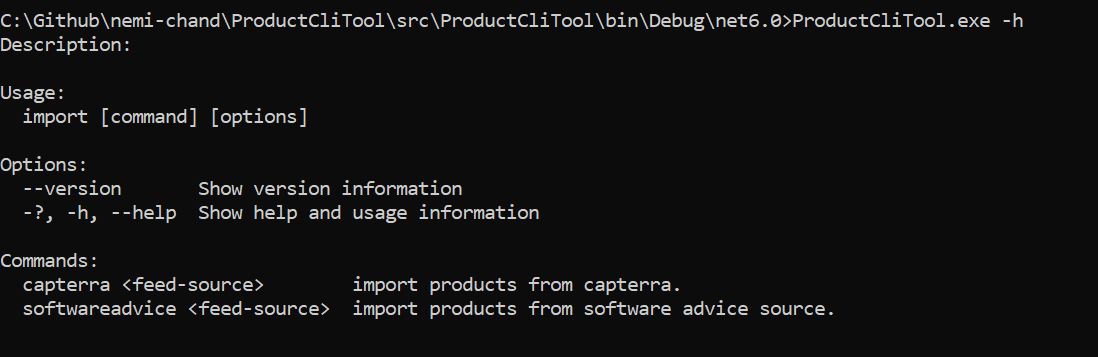 C:\Github\nemi-chand\ProductCliTool\src\ProductCliTool\bin\Debug\net6.0>ProductCliTool.exe -h
Description:
Usage:
import [command] [options]
Options:
--version Show version information
-?, -h, --help Show help and usage information
Commands:
capterra <feed-source> import products from capterra.
softwareadvice <feed-source> import products from software advice source.